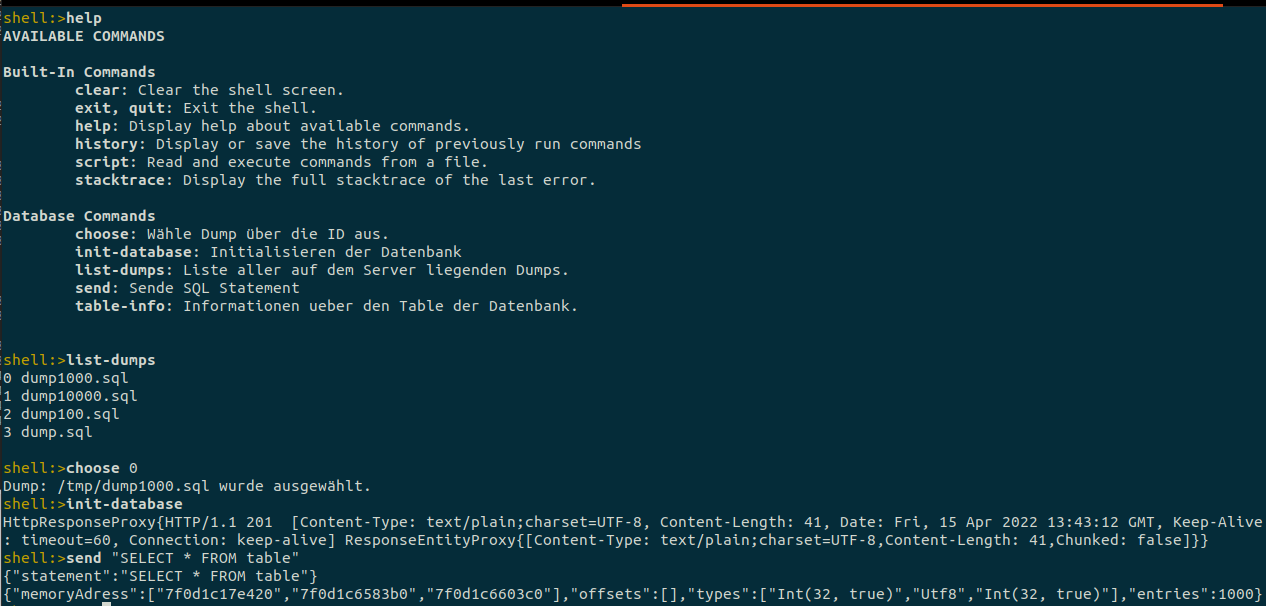 shell:>help
AVAILABLE COMMANDS
Built-In Commands
clear: Clear the shell screen.
exit, quit: Exit the shell.
help: Display help about available commands.
history: Display or save the history of previously run commands
script: Read and execute commands from a file.
stacktrace: Display the full stacktrace of the last error.
Database Commands
choose: Wähle Dump über die ID aus.
init-database: Initialisieren der Datenbank
list-dumps: Liste aller auf dem Server liegenden Dumps.
send: Sende SQL Statement
table-info: Informationen ueber den Table der Datenbank.
shell:>list-dumps
0 dump1000.sql
1 dump10000.sql
2 dump100.sql
3 dump.sql
shell:>choose 0
Dump: /tmp/dump1000.sql wurde ausgewählt.
shell:>init-database
HttpResponseProxy{HTTP/1.1 201  [Content-Type: text/plain;charset=UTF-8, Content-Length: 41, Date: Fri, 15 Apr 2022 13:43:12 GMT, Keep-Alive
: timeout=60, Connection: keep-alive] ResponseEntityProxy{[Content-Type: text/plain;charset=UTF-8,Content-Length: 41,Chunked: false]}}
shell:>send "SELECT * FROM table"
{"statement":"SELECT * FROM table"}
{"memoryAdress":["7f0d1c17e420","7f0d1c6583b0","7f0d1c6603c0"],"offsets":[],"types":["Int(32, true)","Utf8","Int(32, true)"],"entries":1000}